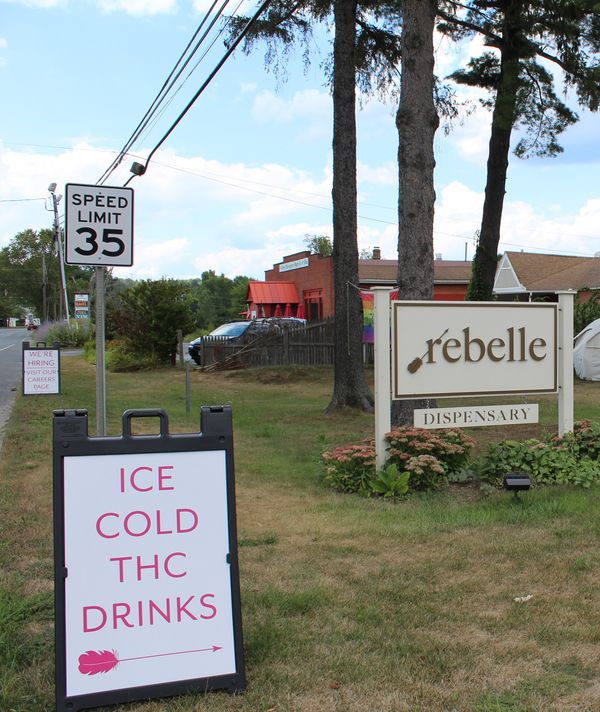 SPEED
LIMIT
35
WE'RE
HIRING
VISIT OUR
CAREERS
PAGE
rebelle
DISPENSARY
ICE
COLD
THC
DRINKS